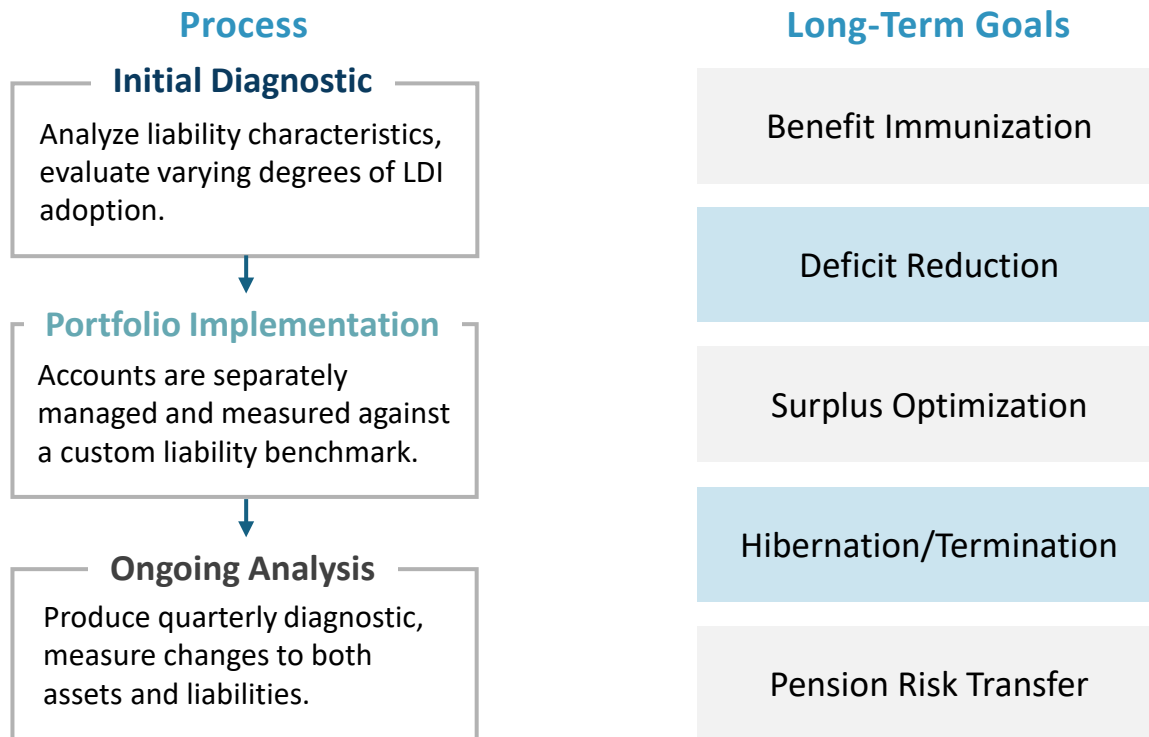 Process
Initial Diagnostic
Analyze liability characteristics,
evaluate varying degrees of LDI
adoption.
Portfolio Implementation
Accounts are separately
managed and measured against
a custom liability benchmark.
Ongoing Analysis
Produce quarterly diagnostic,
measure changes to both
assets and liabilities.
Long-Term Goals
Benefit Immunization
Deficit Reduction
Surplus Optimization
Hibernation/Termination
Pension Risk Transfer